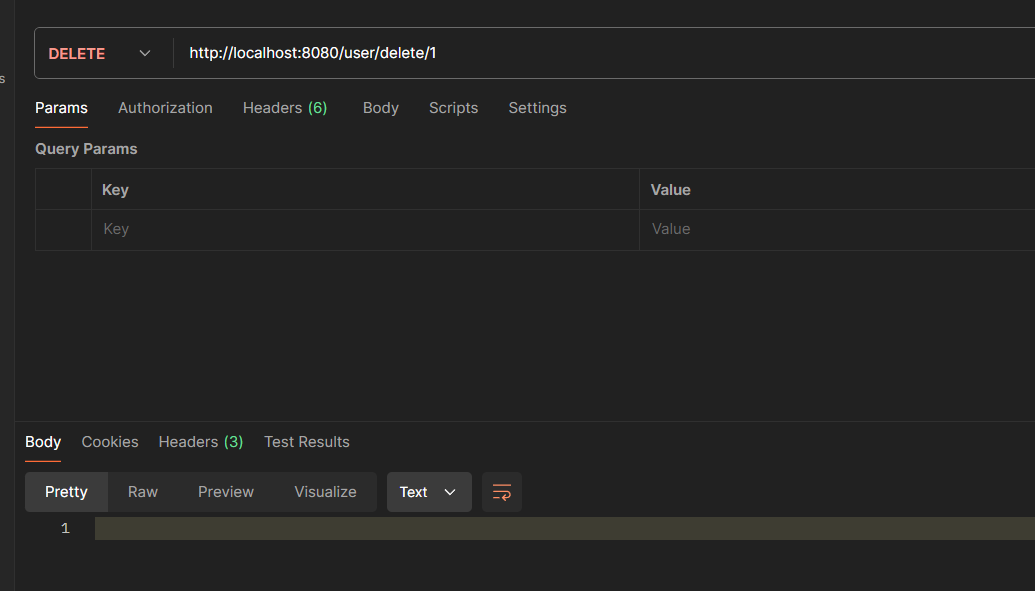 DELETE http://localhost:8080/user/delete/1
s
Params Authorization Headers (6) Body Scripts Settings
Query Params
Key Value
Key Value
Body Cookies Headers (3) Test Results
Pretty Raw Preview Visualize Text
1